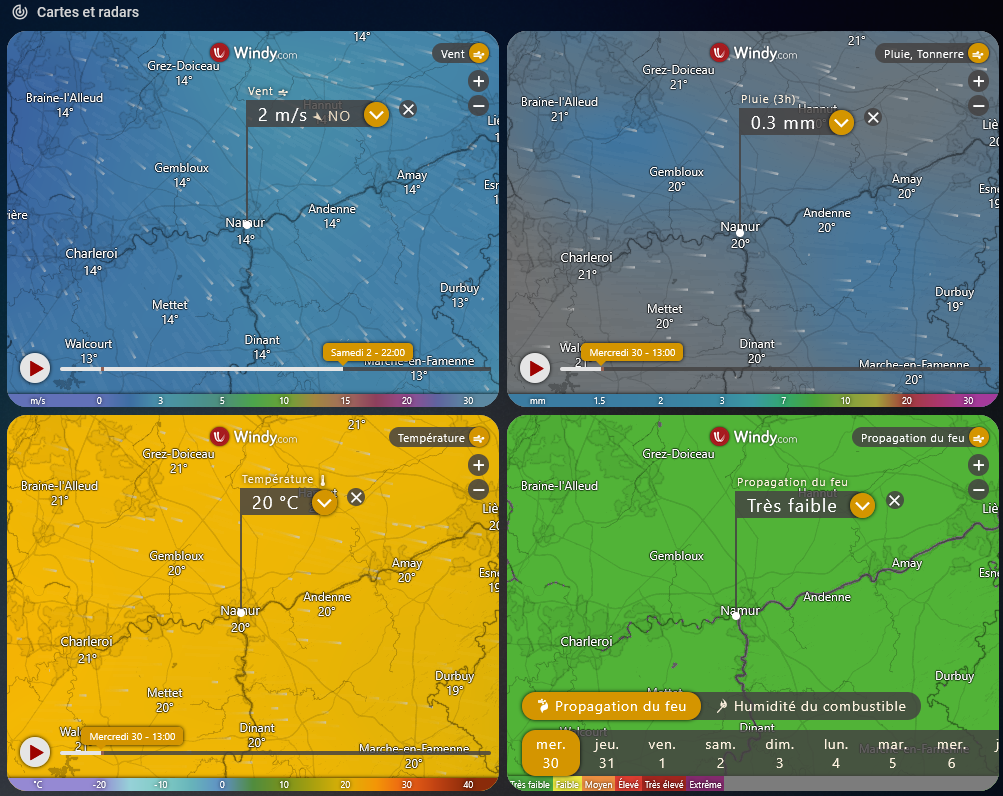 Cartes et radars
14°
Windy.com
Vent
Grez-Doiceau
14°
Braine-l'Alleud
14°
Vent
Hannut
2 m/s NO
Gembloux
14°
Amay
14°
Andenne
14°
Namur
14°
Charleroi
14°
Durbuy
13°
Mettet
14°
Dinant
14°
Walcourt
13°
Samedi 2 - 22:00
Marche-en-Famenne
13°
m/s 0 3 5 10 15 20 30
21°
Windy.com
Pluie, Tonnerre
Grez-Doiceau
21°
Braine-l'Alleud
21°
Pluie (3h)
Hannut
0.3 mm
Gembloux
20°
Amay
20°
Andenne
20°
Namur
20°
Charleroi
21°
Durbuy
19°
Mettet
20°
Dinant
20°
Mercredi 30 - 13:00
Marche-en-Famenne
20°
mm 1.5 2 3 7 10 20 30
21°
Windy.com
Température
Grez-Doiceau
21°
Braine-l'Alleud
21°
Température
20 °C
Gembloux
20°
Amay
20°
Andenne
20°
Namur
20°
Charleroi
21°
Durbuy
19°
Mettet
20°
Dinant
20°
Mercredi 30 - 13:00
Marche-en-Famenne
20°
°C -20 -10 0 10 20 30 40
Windy.com
Propagation du feu
Grez-Doiceau
Braine-l'Alleud
Propagation du feu
Très faible
Gembloux
Amay
Andenne
Namur
Charleroi
Durbuy
Mettet
Propagation du feu
Humidité du combustible
Dinant
mer. jeu. ven. sam. dim. lun. mar. mer.
30 31 1 2 3 4 5 6
Marche-en-Famenne
Très faible Faible Moyen Élevé Très élevé Extrême